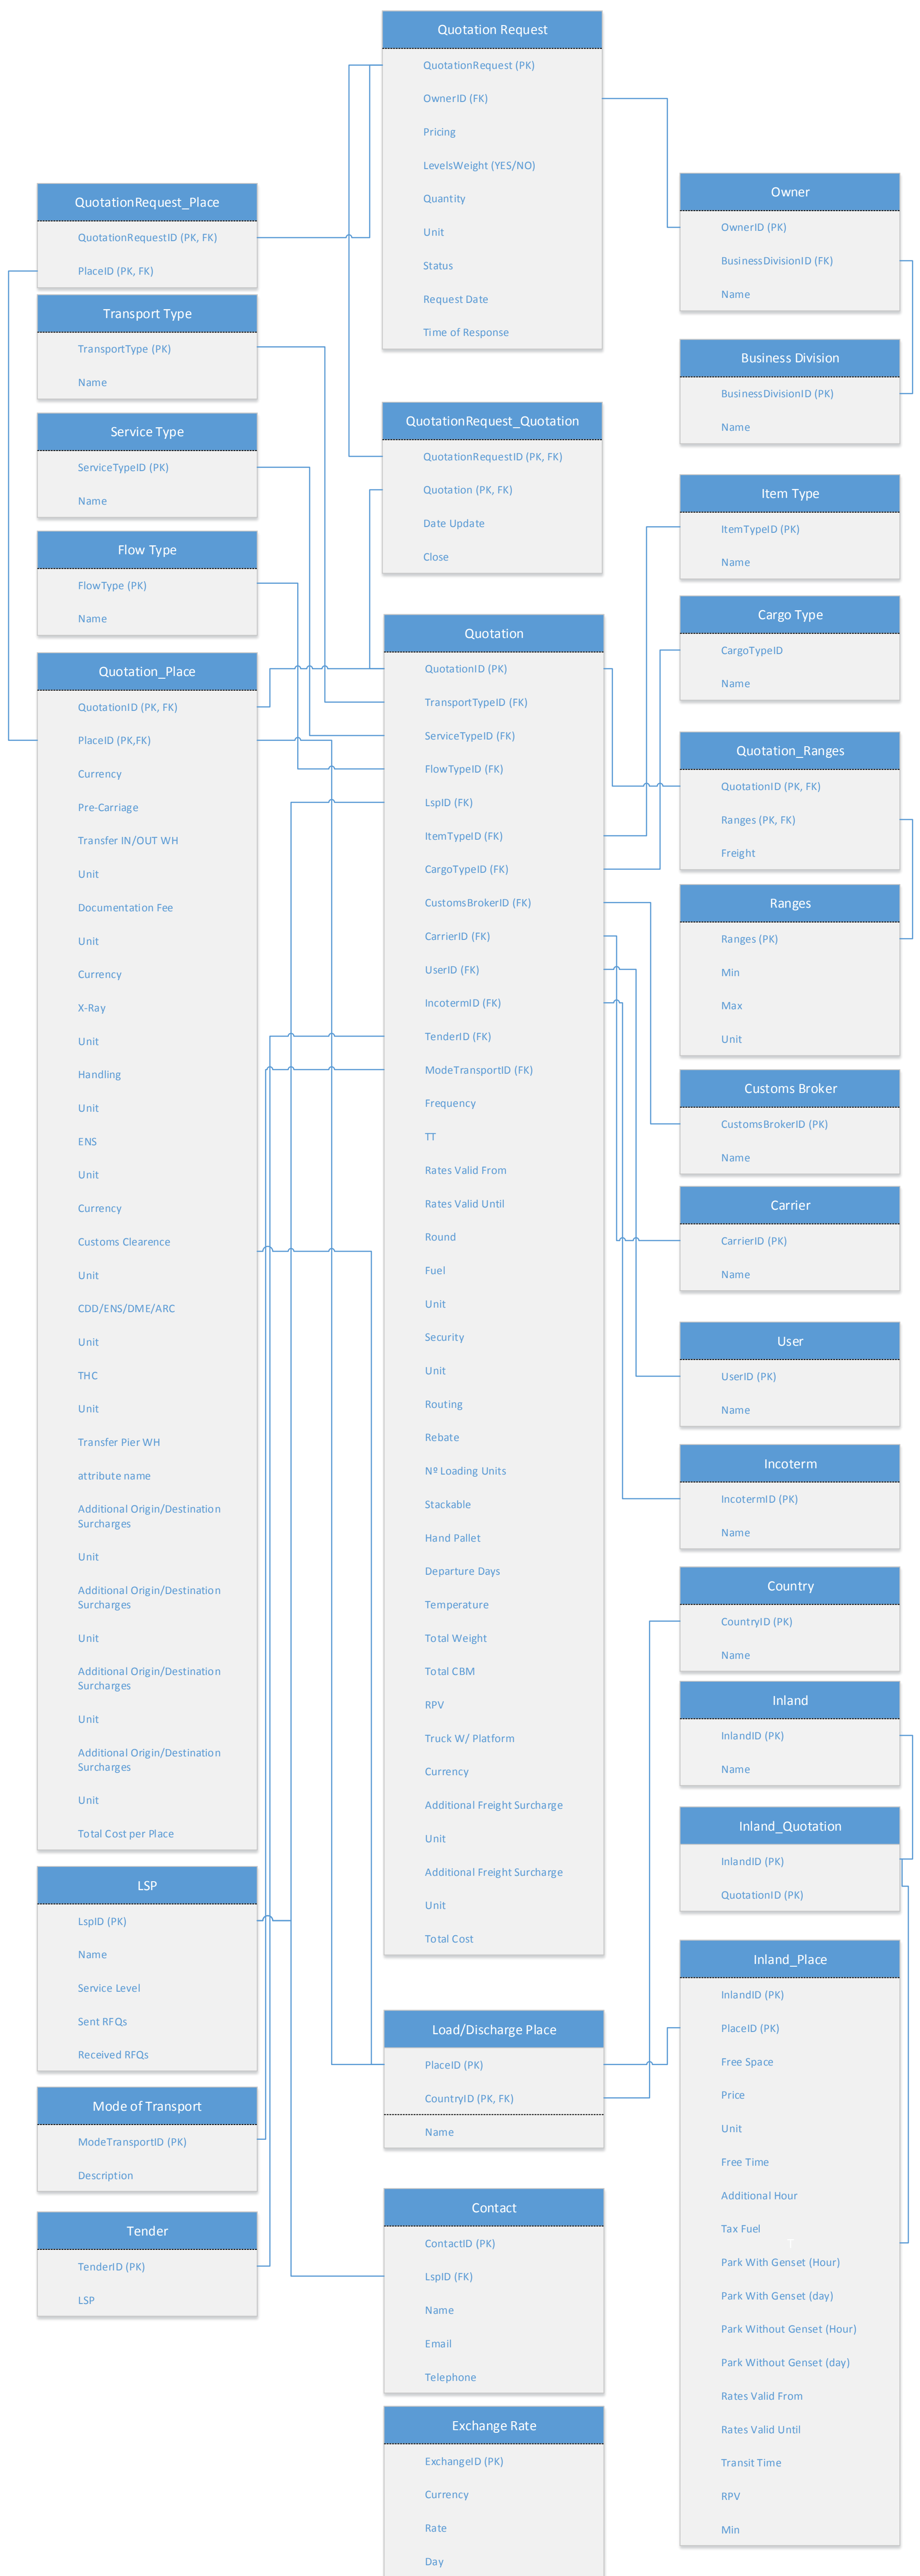 Quotation Request
QuotationRequest (PK)
OwnerID (FK)
Pricing
LevelsWeight (YES/NO)
Quantity
Unit
Status
Request Date
Time of Response
QuotationRequest_Place
QuotationRequestID (PK, FK)
PlaceID (PK, FK)
Transport Type
TransportType (PK)
Name
Service Type
ServiceTypeID (PK)
Name
Flow Type
FlowType (PK)
Name
Quotation_Place
QuotationID (PK, FK)
PlaceID (PK,FK)
Currency
Pre-Carriage
Transfer IN/OUT WH
Unit
Documentation Fee
Unit
Currency
X-Ray
Unit
Handling
Unit
ENS
Unit
Currency
Customs Clearence
Unit
CDD/ENS/DME/ARC
Unit
THC
Unit
Transfer Pier WH
attribute name
Additional Origin/Destination
Surcharges
Unit
Additional Origin/Destination
Surcharges
Unit
Additional Origin/Destination
Surcharges
Unit
Additional Origin/Destination
Surcharges
Unit
Total Cost per Place
LSP
LspID (PK)
Name
Service Level
Sent RFQs
Received RFQs
Mode of Transport
ModeTransportID (PK)
Description
Tender
TenderID (PK)
LSP
QuotationRequest_Quotation
QuotationRequestID (PK, FK)
Quotation (PK, FK)
Date Update
Close
Quotation
QuotationID (PK)
TransportTypeID (FK)
ServiceTypeID (FK)
FlowTypeID (FK)
LspID (FK)
ItemTypeID (FK)
CargoTypeID (FK)
CustomsBrokerID (FK)
CarrierID (FK)
UserID (FK)
IncotermID (FK)
TenderID (FK)
ModeTransportID (FK)
Frequency
TT
Rates Valid From
Rates Valid Until
Round
Fuel
Unit
Security
Unit
Routing
Rebate
Nº Loading Units
Stackable
Hand Pallet
Departure Days
Temperature
Total Weight
Total CBM
RPV
Truck W/ Platform
Currency
Additional Freight Surcharge
Unit
Additional Freight Surcharge
Unit
Total Cost
Load/Discharge Place
PlaceID (PK)
CountryID (PK, FK)
Name
Contact
ContactID (PK)
LspID (FK)
Name
Email
Telephone
Exchange Rate
ExchangeID (PK)
Currency
Rate
Day
Owner
OwnerID (PK)
BusinessDivisionID (FK)
Name
Business Division
BusinessDivisionID (PK)
Name
Item Type
ItemTypeID (PK)
Name
Cargo Type
CargoTypeID
Name
Quotation_Ranges
QuotationID (PK, FK)
Ranges (PK, FK)
Freight
Ranges
Ranges (PK)
Min
Max
Unit
Customs Broker
CustomsBrokerID (PK)
Name
Carrier
CarrierID (PK)
Name
User
UserID (PK)
Name
Incoterm
IncotermID (PK)
Name
Country
CountryID (PK)
Name
Inland
InlandID (PK)
Name
Inland_Quotation
InlandID (PK)
QuotationID (PK)
Inland_Place
InlandID (PK)
PlaceID (PK)
Free Space
Price
Unit
Free Time
Additional Hour
Tax Fuel
T
Park With Genset (Hour)
Park With Genset (day)
Park Without Genset (Hour)
Park Without Genset (day)
Rates Valid From
Rates Valid Until
Transit Time
RPV
Min